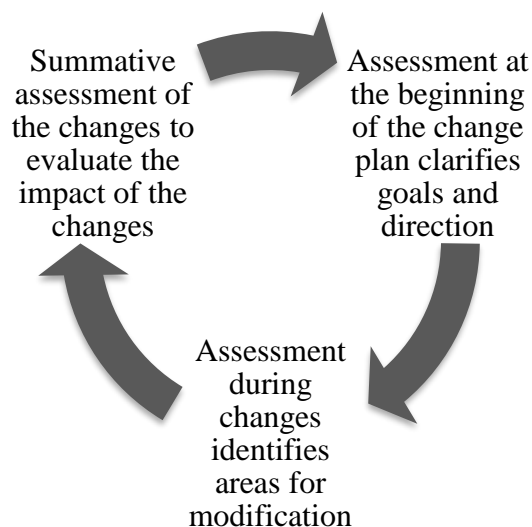 Summative
assessment of
the changes to
evaluate the
impact of the
changes
Assessment at
the beginning
of the change
plan clarifies
goals and
direction
Assessment
during
changes
identifies
areas for
modification